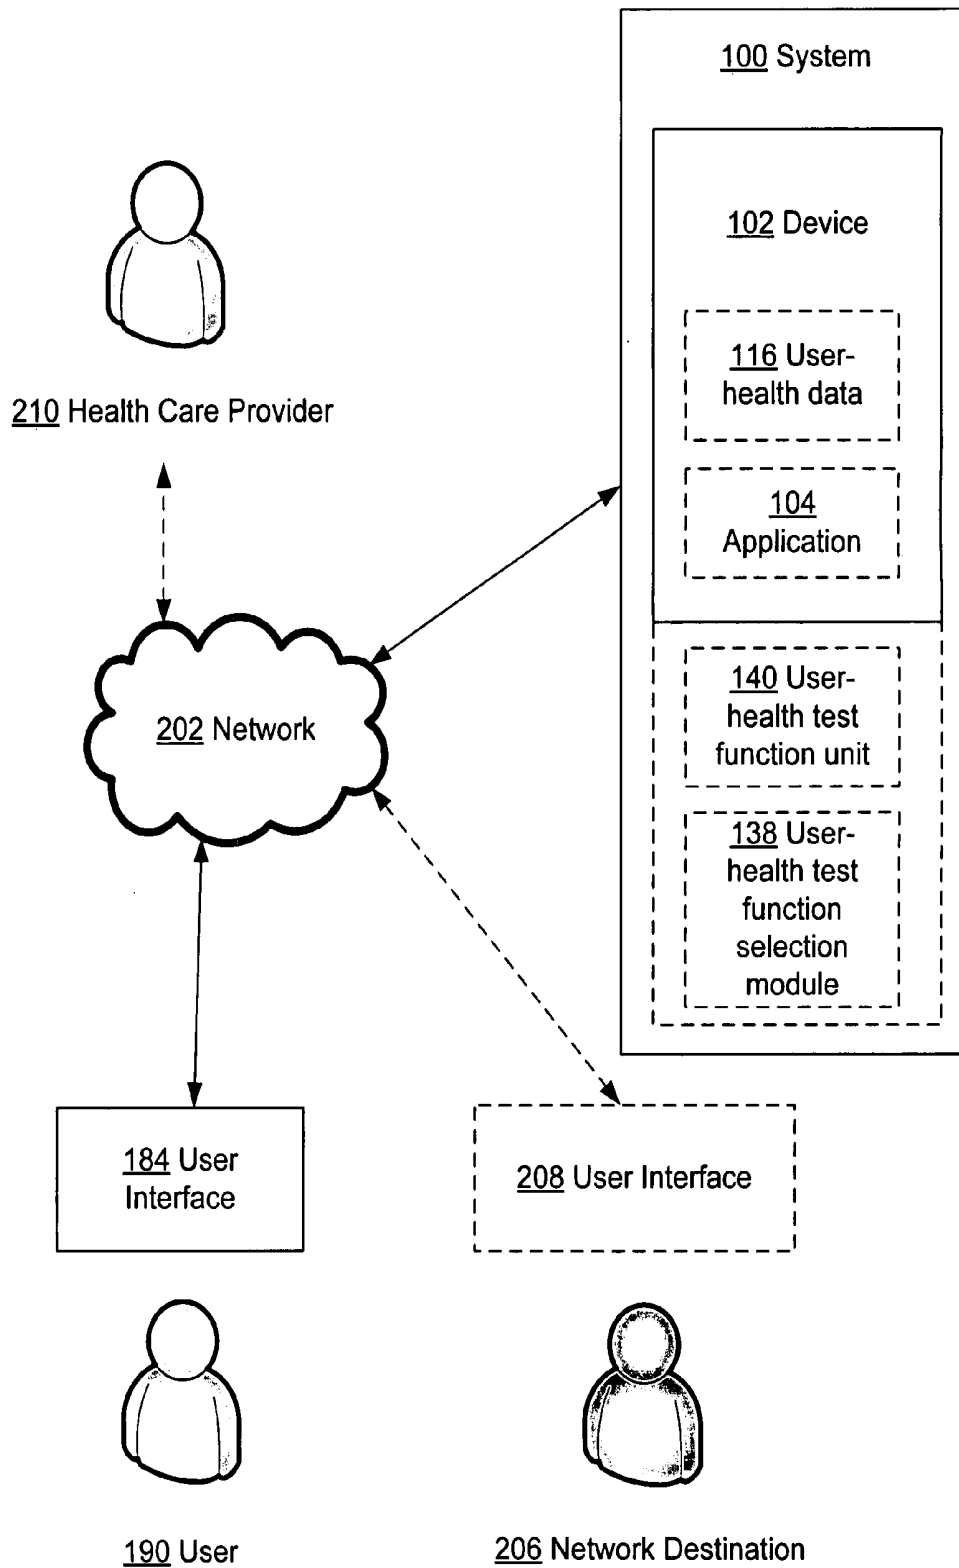 100 System
102 Device
116 User-
health data
104
Application
140 User-
health test
function unit
138 User-
health test
function
selection
module
210 Health Care Provider
202 Network
184 User
Interface
208 User Interface
190 User
206 Network Destination